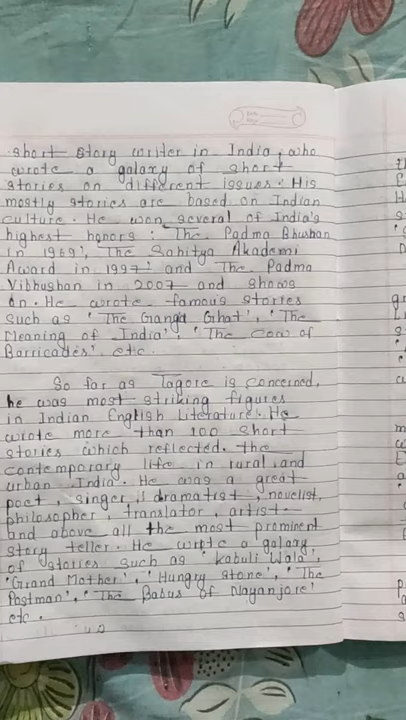 short story writer in India, who
wrote a galaxy of short
stories on different issues. His
mostly stories are based on Indian
culture. He won several of India's
highest honors : The Padma Bhushan
in 1969', The Sahitya Akademi
Award in 1997' and The Padma
Vibhushan in 2007 and shows
on. He wrote famous stories
such as 'The Ganga Ghat', 'The
Meaning of India', 'The Cow of
Barricades' etc.
So far as Tagore is concerned,
he was most striking figures
in Indian English Literature. He
wrote more than 100 short
stories which reflected the
contemporary life in rural and
urban India. He was a great
poet, singer, dramatist, novelist,
philosopher, translator, artist
and above all the most prominent
story teller. He wrote a galaxy
of stories such as 'Kabuli Wala',
'Grand Mother', 'Hungry stone', 'The
Postman', 'The Babus of Nayanjore'
etc.